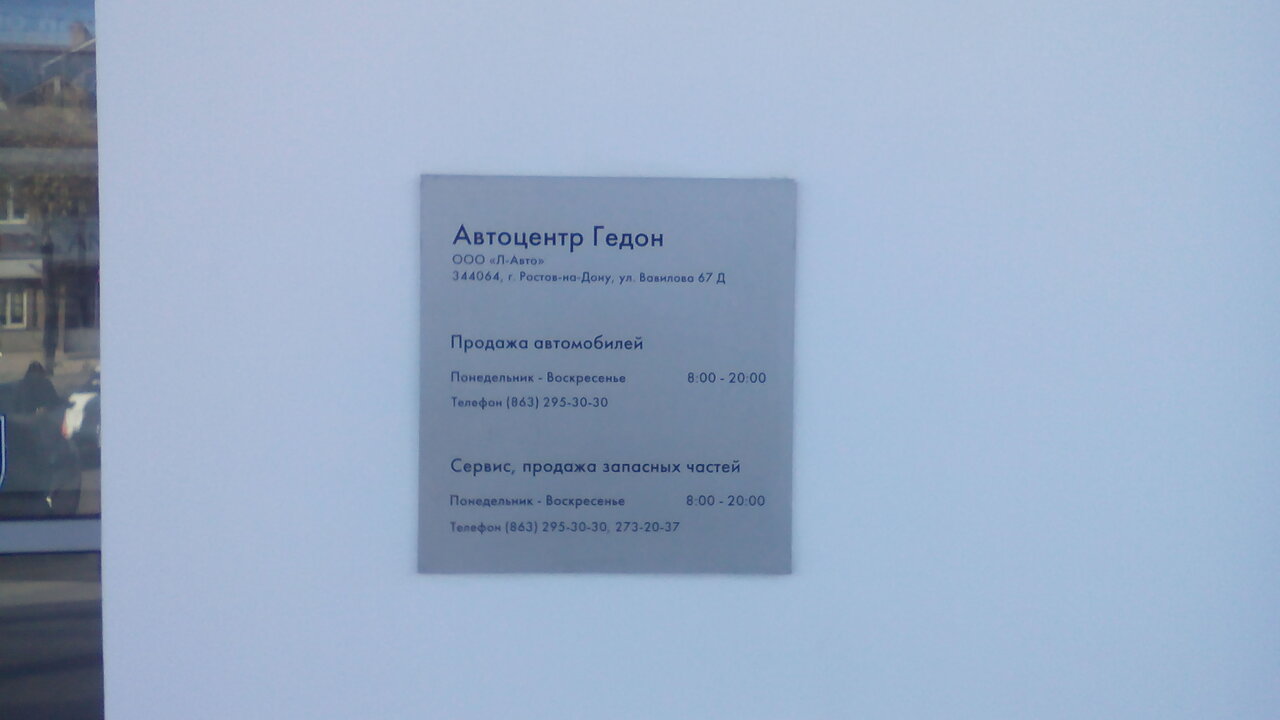 Автоцентр Гедон
ООО «Л-Авто»
344064, г. Ростов-на-Дону, ул. Вавилова 67 Д
Продажа автомобилей
Понедельник - Воскресенье 8:00 - 20:00
Телефон (863) 295-30-30
Сервис, продажа запасных частей
Понедельник - Воскресенье 8:00 - 20:00
Телефон (863) 295-30-30, 273-20-37